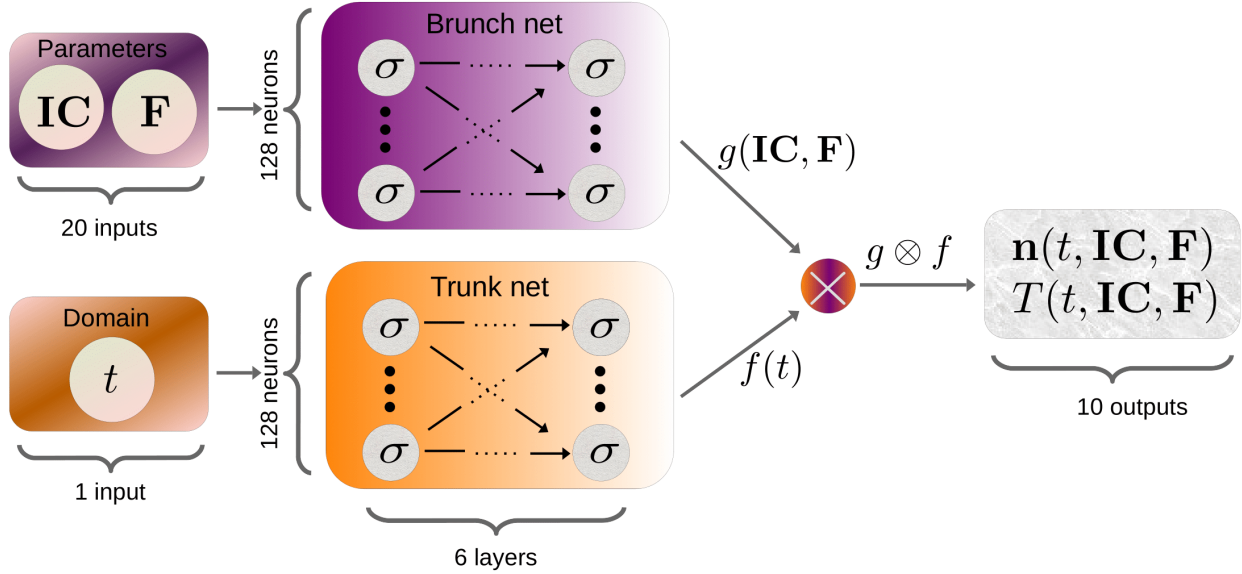 Parameters
IC F
20 inputs
128 neurons
Brunch net
σ ····· σ
σ ····· σ
g(IC, F)
Domain
t
1 input
128 neurons
Trunk net
σ ····· σ
σ ····· σ
6 layers
f(t)
g ⊗ f
n(t, IC, F)
T(t, IC, F)
10 outputs